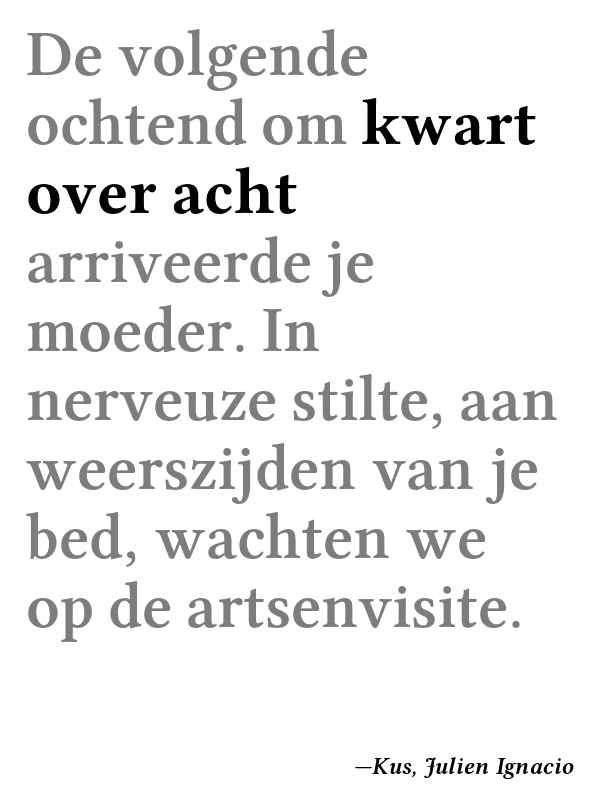 De volgende
ochtend om kwart
over acht
arriveerde je
moeder. In
nerveuze stilte, aan
weerszijden van je
bed, wachten we
op de artsenvisite.
—Kus, Julien Ignacio